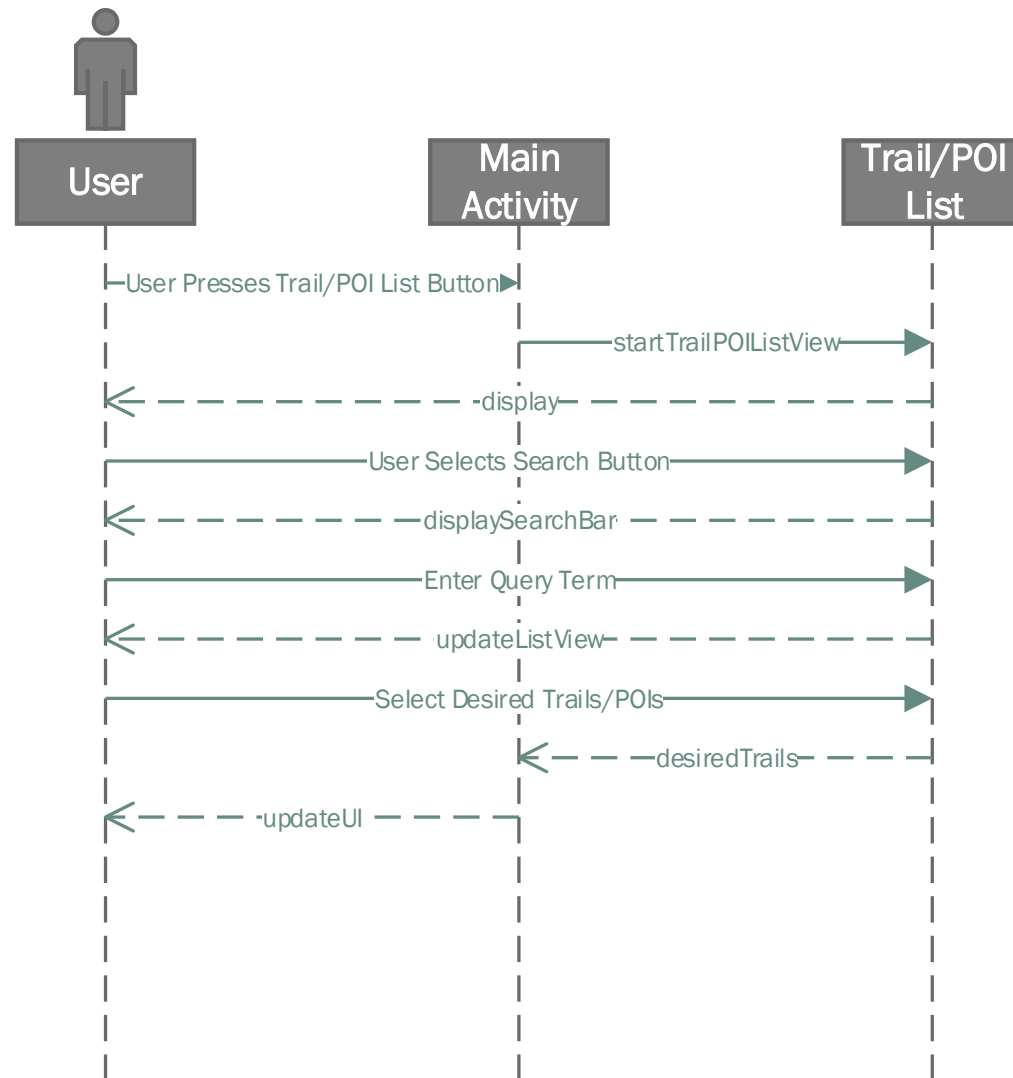 User
Main
Activity
Trail/POI
List
User Presses Trail/POI List Button
startTrailPOIListView
display
User Selects Search Button
displaySearchBar
Enter Query Term
updateListView
Select Desired Trails/POIs
desiredTrails
updateUI